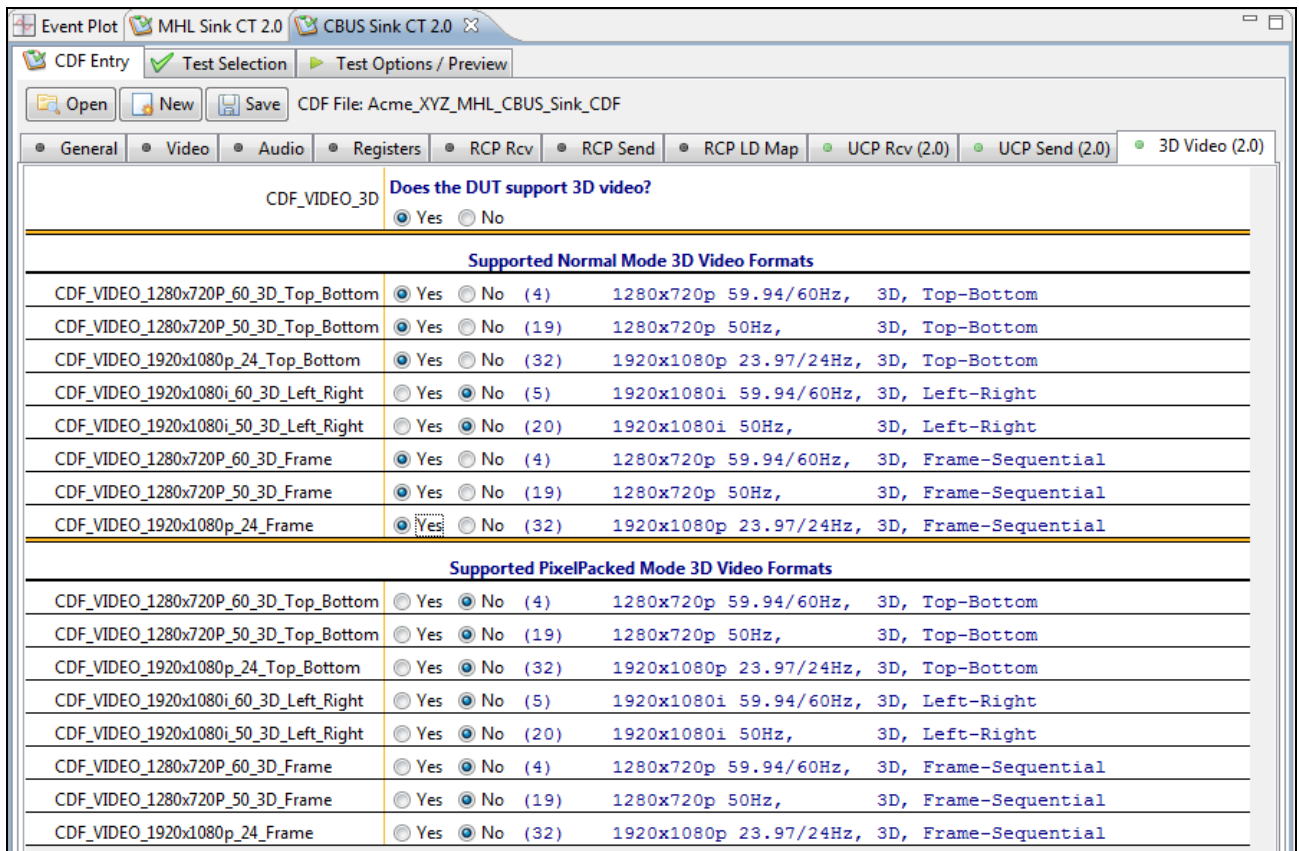 Event Plot MHL Sink CT 2.0 CBUS Sink CT 2.0
CDF Entry Test Selection Test Options / Preview
Open New Save CDF File: Acme_XYZ_MHL_CBUS_Sink_CDF
General Video Audio Registers RCP Rcv RCP Send RCP LD Map UCP Rcv (2.0) UCP Send (2.0) 3D Video (2.0)
Does the DUT support 3D video?
CDF_VIDEO_3D
Yes No
Supported Normal Mode 3D Video Formats
CDF_VIDEO_1280x720P_60_3D_Top_Bottom Yes No (4) 1280x720p 59.94/60Hz, 3D, Top-Bottom
CDF_VIDEO_1280x720P_50_3D_Top_Bottom Yes No (19) 1280x720p 50Hz, 3D, Top-Bottom
CDF_VIDEO_1920x1080p_24_Top_Bottom Yes No (32) 1920x1080p 23.97/24Hz, 3D, Top-Bottom
CDF_VIDEO_1920x1080i_60_3D_Left_Right Yes No (5) 1920x1080i 59.94/60Hz, 3D, Left-Right
CDF_VIDEO_1920x1080i_50_3D_Left_Right Yes No (20) 1920x1080i 50Hz, 3D, Left-Right
CDF_VIDEO_1280x720P_60_3D_Frame Yes No (4) 1280x720p 59.94/60Hz, 3D, Frame-Sequential
CDF_VIDEO_1280x720P_50_3D_Frame Yes No (19) 1280x720p 50Hz, 3D, Frame-Sequential
CDF_VIDEO_1920x1080p_24_Frame Yes No (32) 1920x1080p 23.97/24Hz, 3D, Frame-Sequential
Supported PixelPacked Mode 3D Video Formats
CDF_VIDEO_1280x720P_60_3D_Top_Bottom Yes No (4) 1280x720p 59.94/60Hz, 3D, Top-Bottom
CDF_VIDEO_1280x720P_50_3D_Top_Bottom Yes No (19) 1280x720p 50Hz, 3D, Top-Bottom
CDF_VIDEO_1920x1080p_24_Top_Bottom Yes No (32) 1920x1080p 23.97/24Hz, 3D, Top-Bottom
CDF_VIDEO_1920x1080i_60_3D_Left_Right Yes No (5) 1920x1080i 59.94/60Hz, 3D, Left-Right
CDF_VIDEO_1920x1080i_50_3D_Left_Right Yes No (20) 1920x1080i 50Hz, 3D, Left-Right
CDF_VIDEO_1280x720P_60_3D_Frame Yes No (4) 1280x720p 59.94/60Hz, 3D, Frame-Sequential
CDF_VIDEO_1280x720P_50_3D_Frame Yes No (19) 1280x720p 50Hz, 3D, Frame-Sequential
CDF_VIDEO_1920x1080p_24_Frame Yes No (32) 1920x1080p 23.97/24Hz, 3D, Frame-Sequential